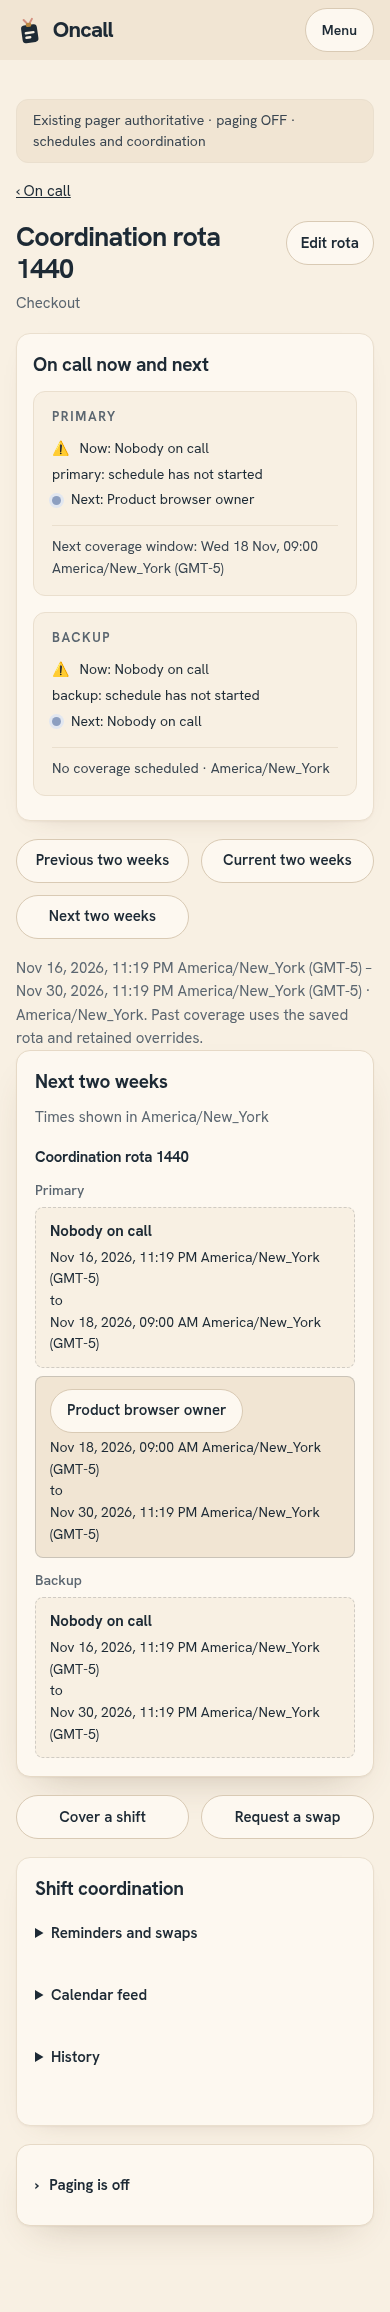 Oncall
Menu
Existing pager authoritative · paging OFF ·
schedules and coordination
‹ On call
Coordination rota
1440
Edit rota
Checkout
On call now and next
PRIMARY
⚠️ Now: Nobody on call
primary: schedule has not started
Next: Product browser owner
Next coverage window: Wed 18 Nov, 09:00
America/New_York (GMT-5)
BACKUP
⚠️ Now: Nobody on call
backup: schedule has not started
Next: Nobody on call
No coverage scheduled · America/New_York
Previous two weeks
Current two weeks
Next two weeks
Nov 16, 2026, 11:19 PM America/New_York (GMT-5) –
Nov 30, 2026, 11:19 PM America/New_York (GMT-5) ·
America/New_York. Past coverage uses the saved
rota and retained overrides.
Next two weeks
Times shown in America/New_York
Coordination rota 1440
Primary
Nobody on call
Nov 16, 2026, 11:19 PM America/New_York
(GMT-5)
to
Nov 18, 2026, 09:00 AM America/New_York
(GMT-5)
Product browser owner
Nov 18, 2026, 09:00 AM America/New_York
(GMT-5)
to
Nov 30, 2026, 11:19 PM America/New_York
(GMT-5)
Backup
Nobody on call
Nov 16, 2026, 11:19 PM America/New_York
(GMT-5)
to
Nov 30, 2026, 11:19 PM America/New_York
(GMT-5)
Cover a shift
Request a swap
Shift coordination
▶ Reminders and swaps
▶ Calendar feed
▶ History
› Paging is off